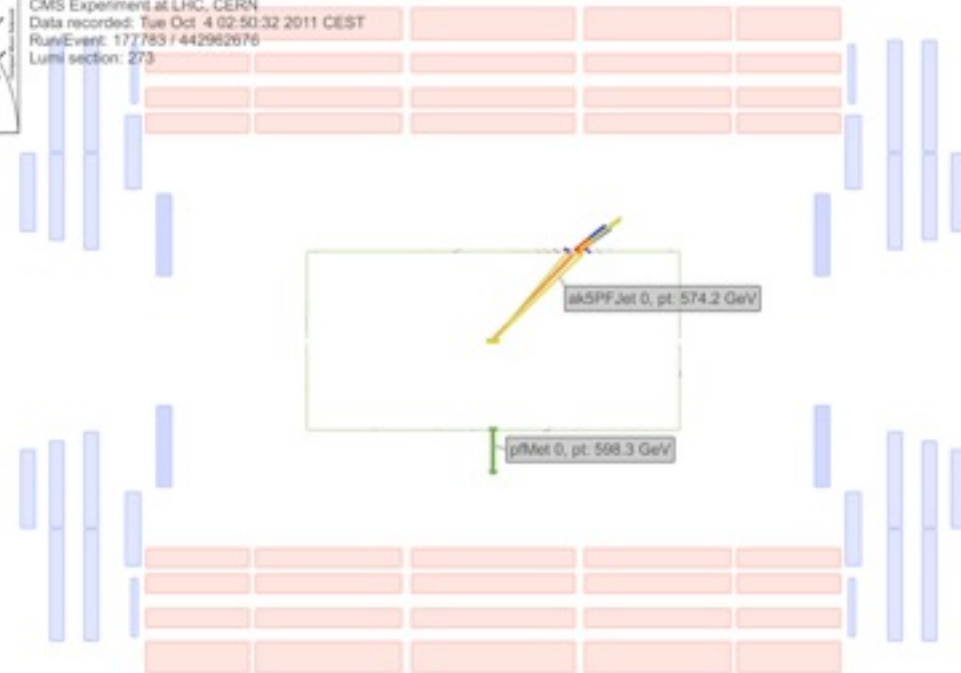 CMS Experiment at LHC, CERN
Data recorded: Tue Oct 4 02:50:32 2011 CEST
Run/Event: 177783 / 442962676
Lumi section: 273
ak5PFJet 0, pt: 574.2 GeV
pfMet 0, pt: 598.3 GeV